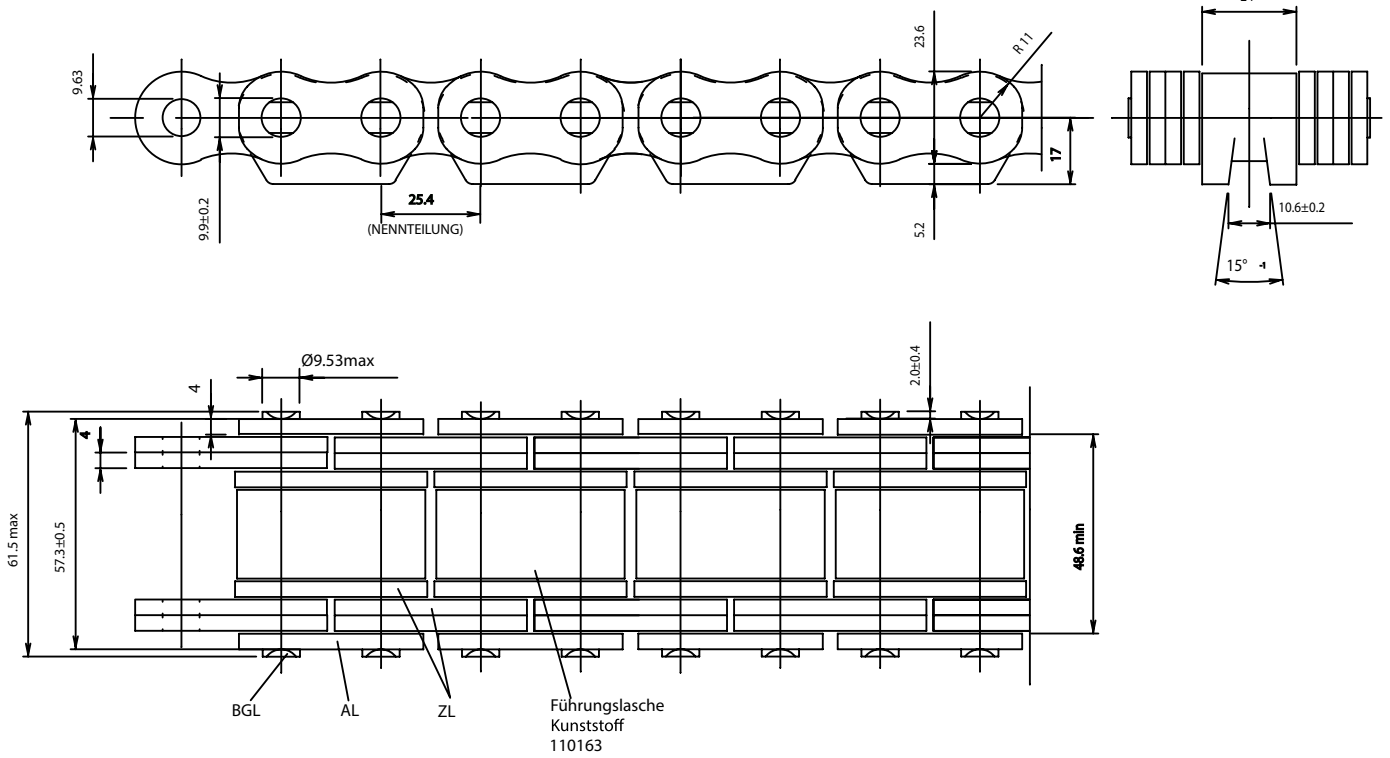 9.63
9.9±0.2
25.4
(NENNTEILUNG)
23.6
R 11
17
5.2
10.6±0.2
15° -1
Ø9.53max
4
4
61.5 max
57.3±0.5
2.0±0.4
48.6 min
BGL
AL
ZL
Führungslasche
Kunststoff
110163